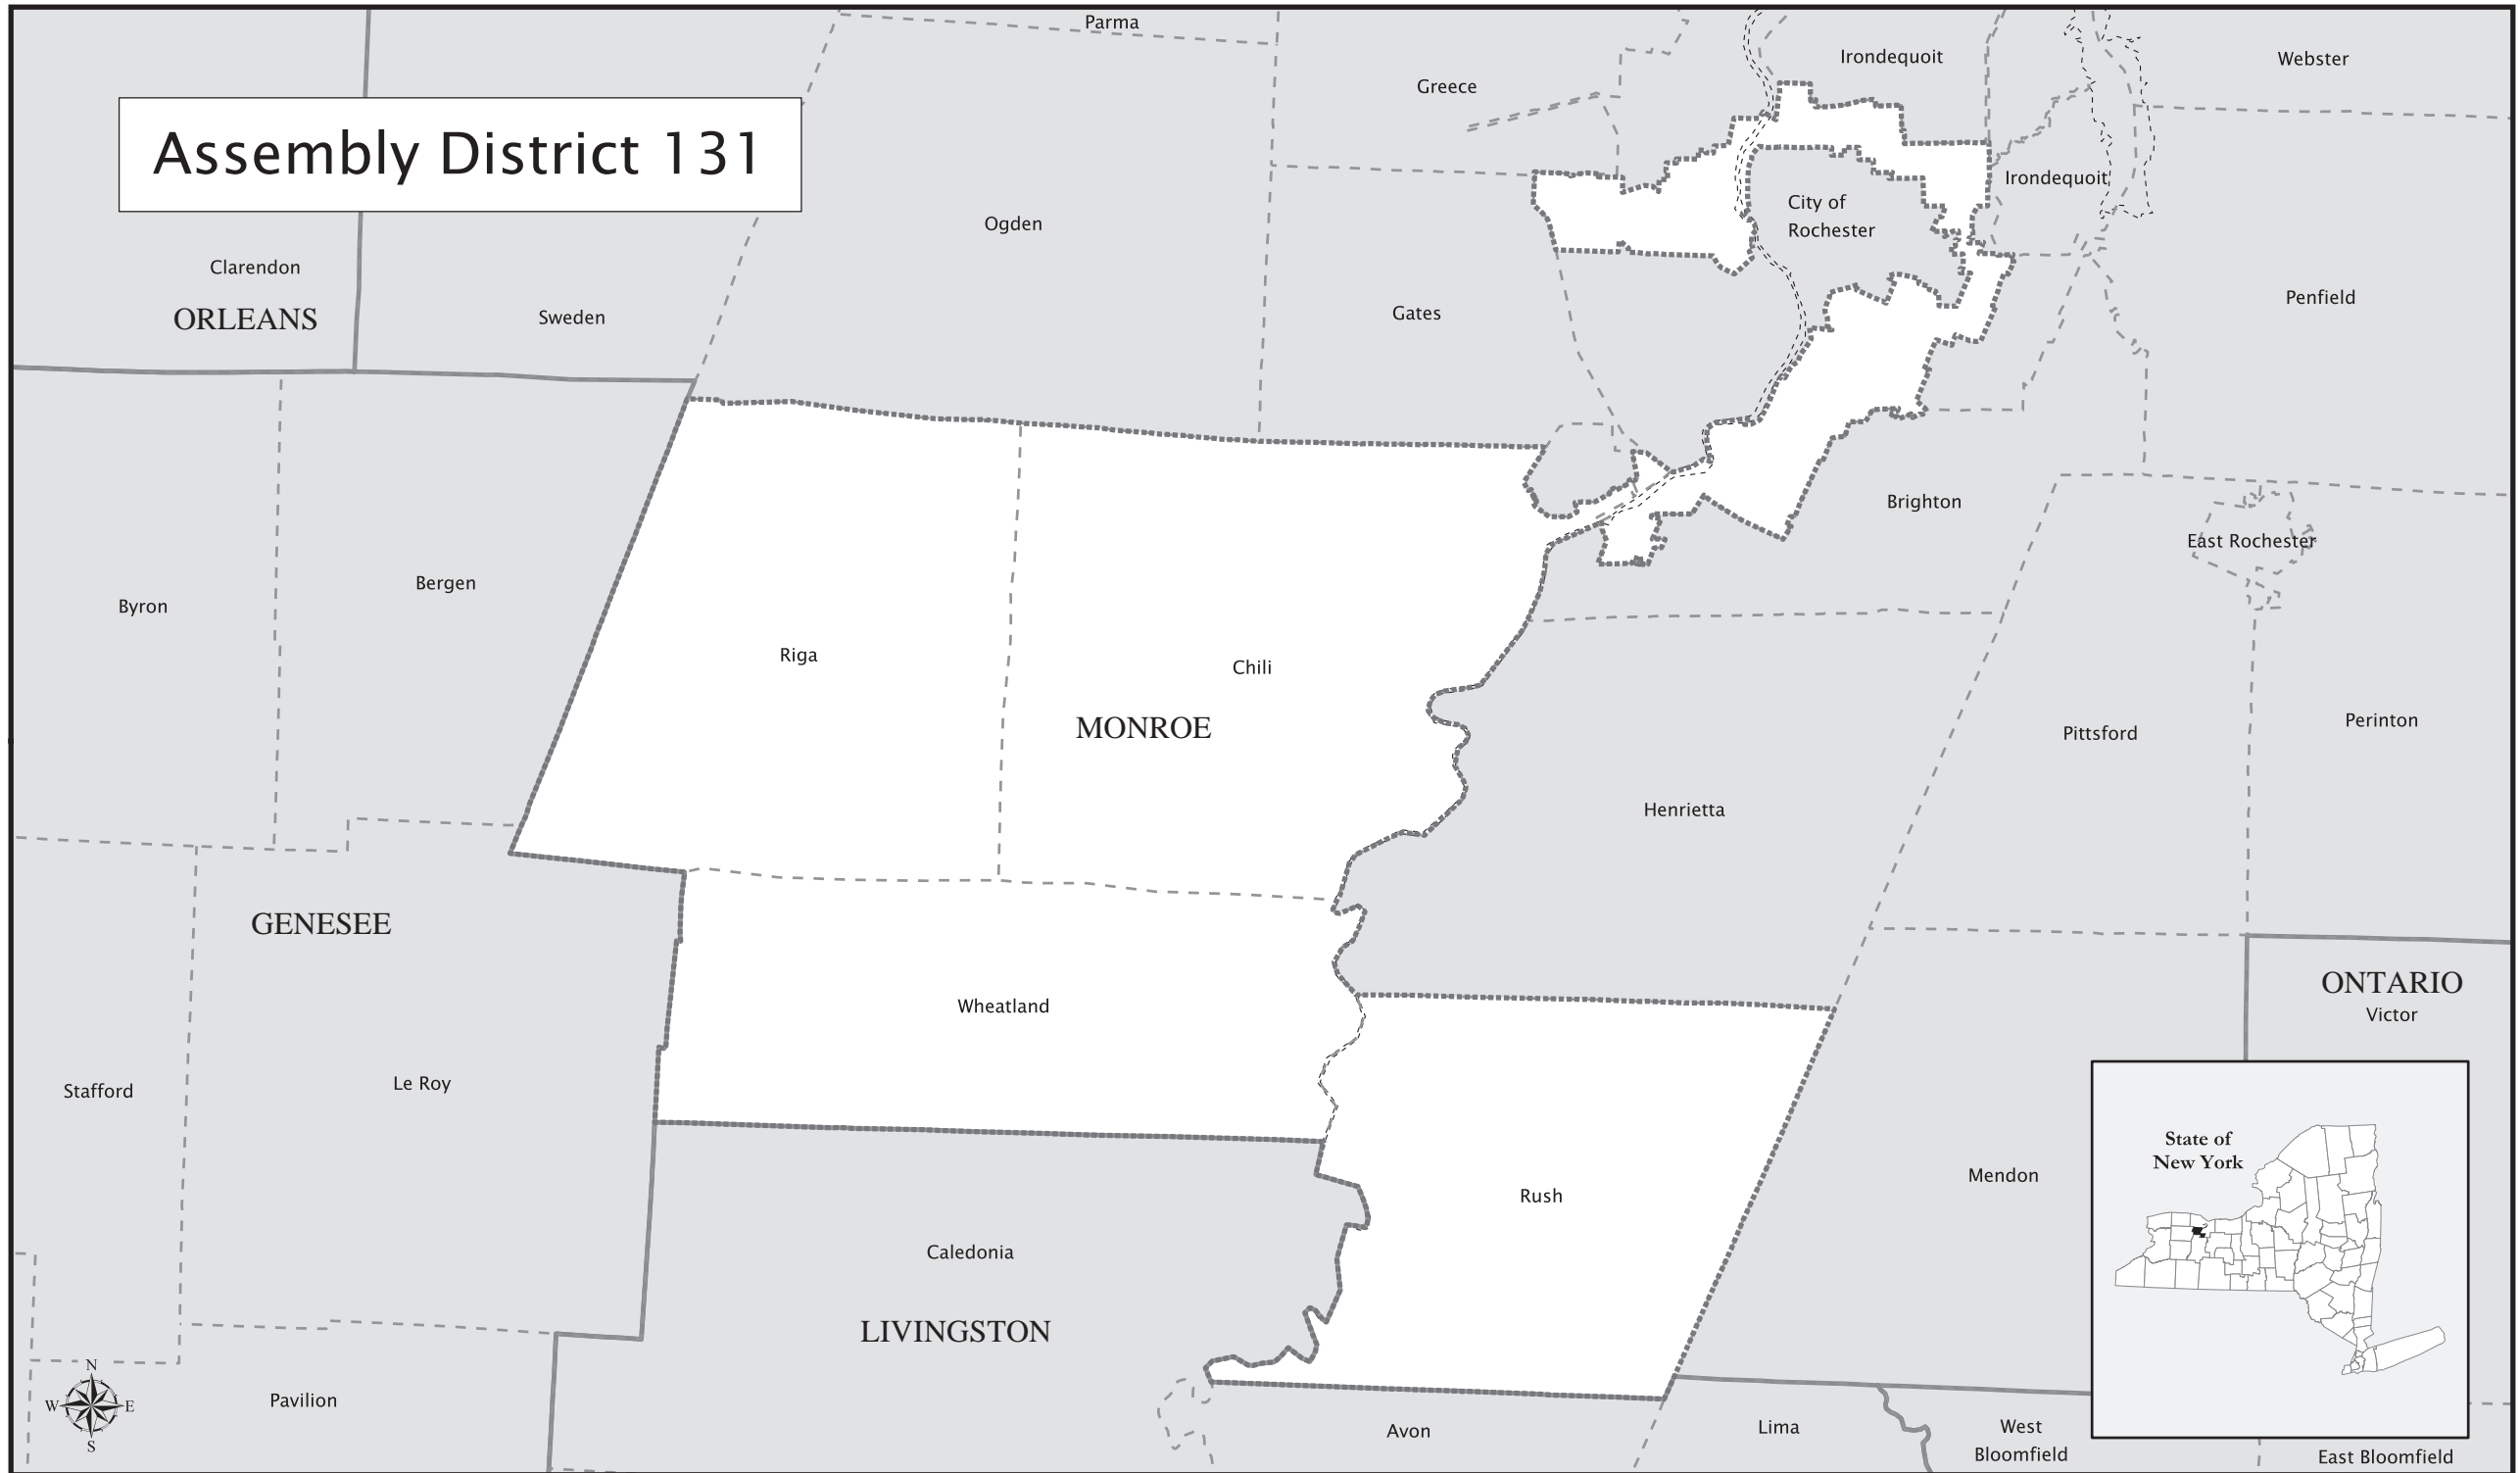 Parma
Irondequoit
Webster
Greece
Assembly District 131
Irondequoit
City of
Rochester
Ogden
Clarendon
ORLEANS
Sweden
Gates
Penfield
Brighton
East Rochester
Bergen
Byron
Riga
Chili
MONROE
Pittsford
Perinton
Henrietta
GENESEE
ONTARIO
Victor
Wheatland
Stafford
Le Roy
State of
New York
Mendon
Rush
Caledonia
LIVINGSTON
N
W
E
S
Pavilion
Avon
Lima
West
Bloomfield
East Bloomfield